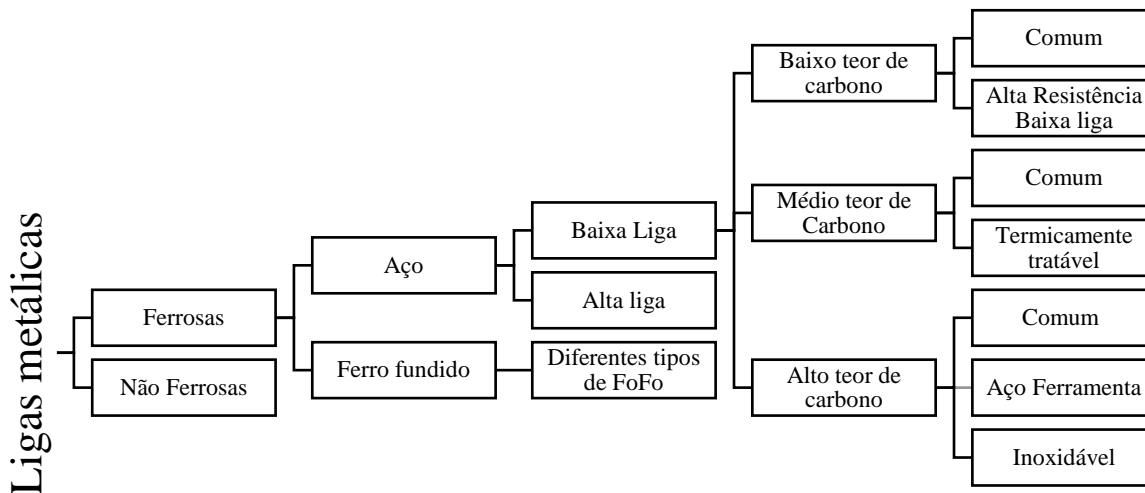 Ligas metálicas
Ferrosas
Não Ferrosas
Aço
Ferro fundido
Baixa Liga
Alta liga
Diferentes tipos
de FoFo
Baixo teor de
carbono
Médio teor de
Carbono
Alto teor de
carbono
Comum
Alta Resistência
Baixa liga
Comum
Termicamente
tratável
Comum
Aço Ferramenta
Inoxidável